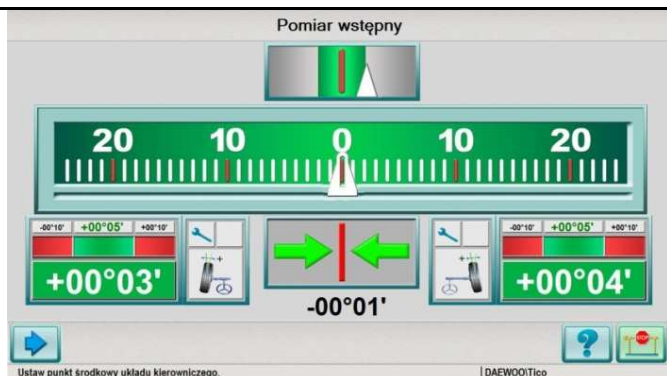 Pomiar wstępny
20 10 0 10 20
-00°10' +00°05' +00°10' -00°10' +00°05' +00°10'
+00°03' -00°01' +00°04'
? STOP
Ustaw punkt środkowy układu kierowniczego. DAEWOO\Tico